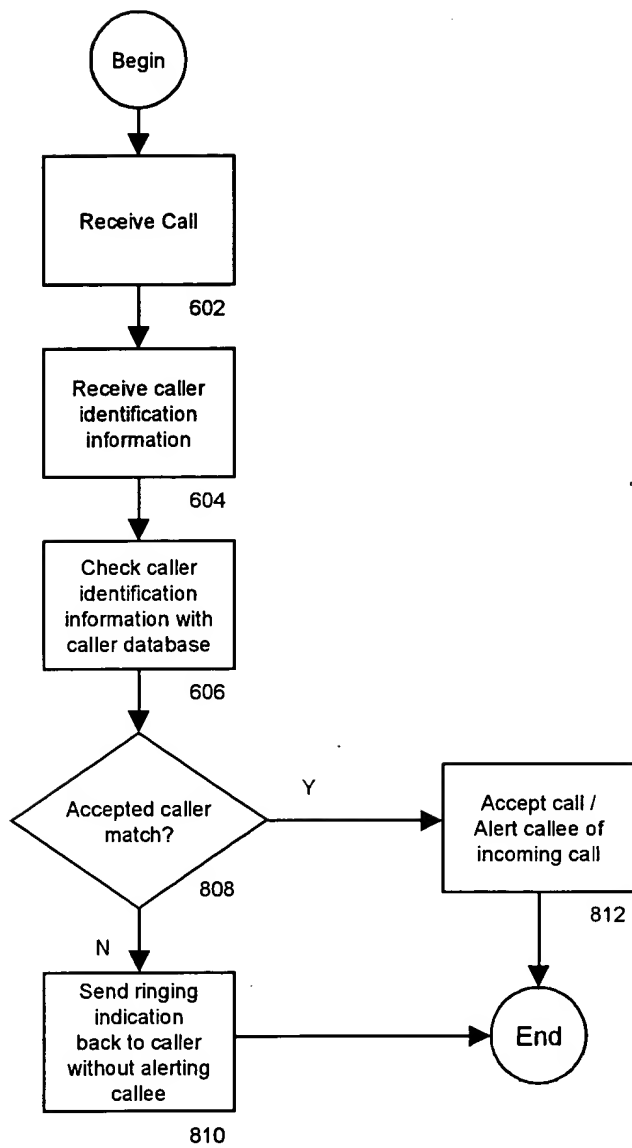 Begin
Receive Call
602
Receive caller
identification
information
604
Check caller
identification
information with
caller database
606
Accepted caller
match?
808
Y
Accept call /
Alert callee of
incoming call
812
N
Send ringing
indication
back to caller
without alerting
callee
810
End